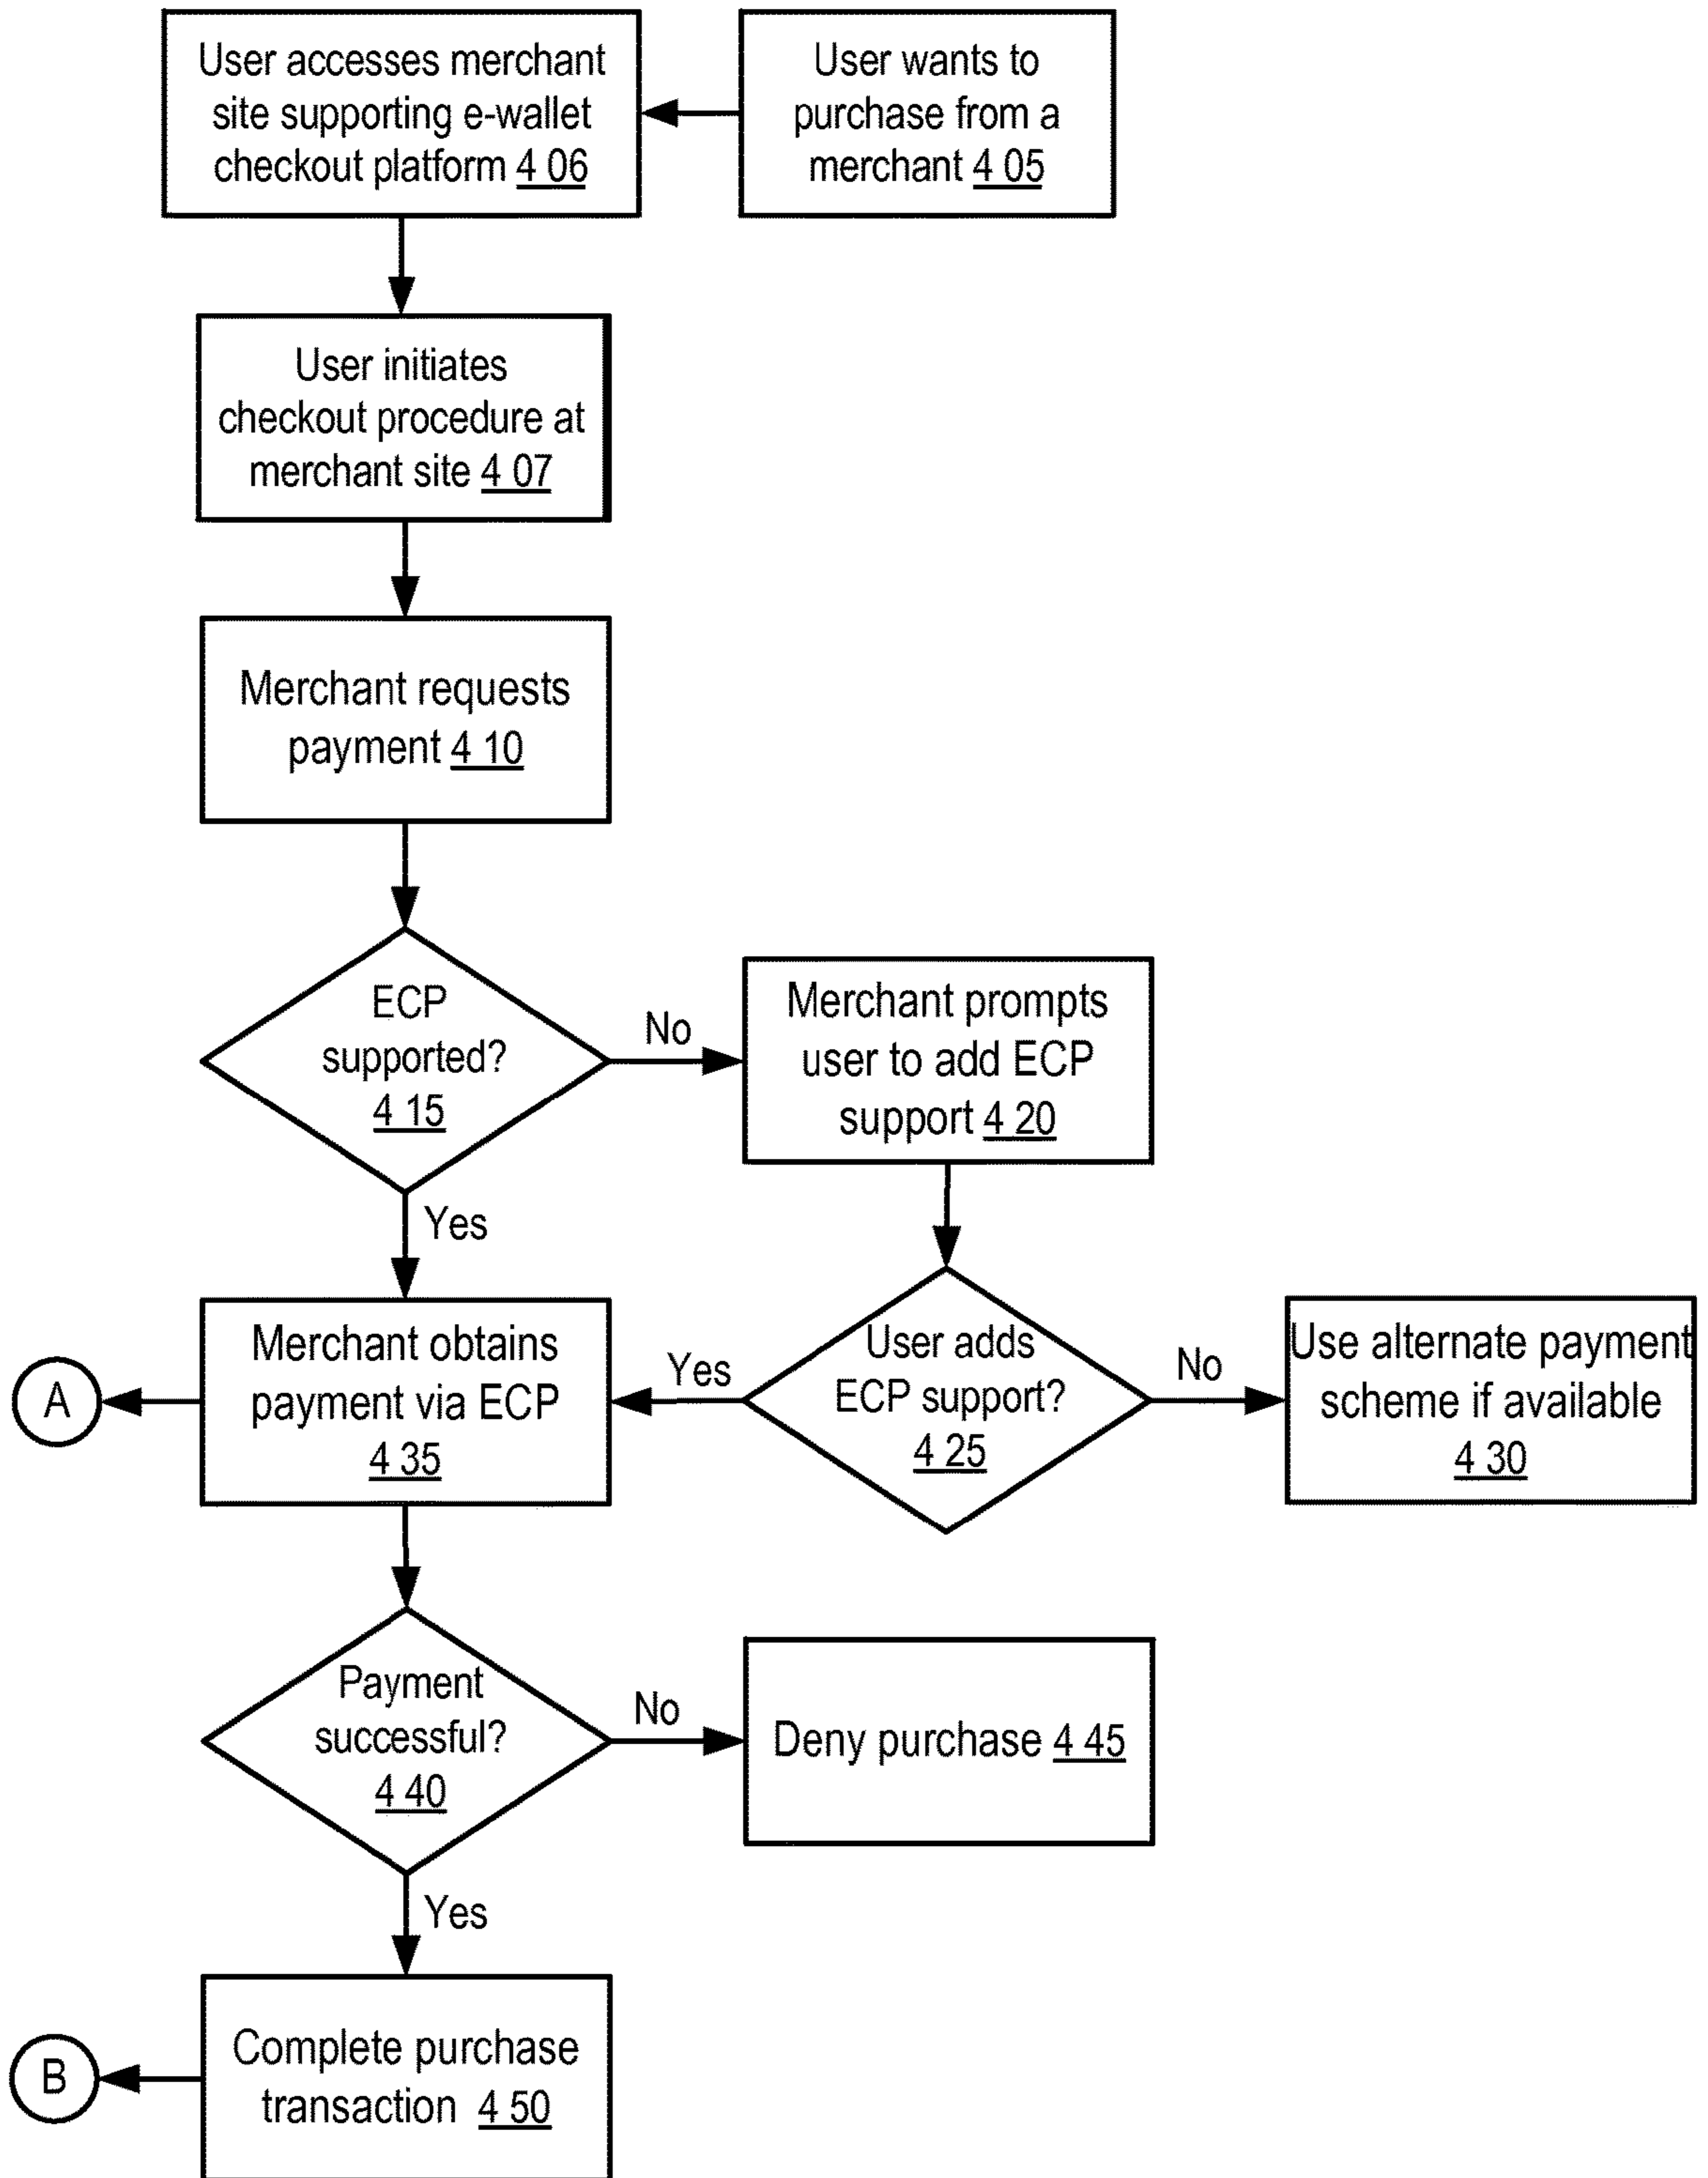 User accesses merchant
site supporting e-wallet
checkout platform 4 06
User wants to
purchase from a
merchant 4 05
User initiates
checkout procedure at
merchant site 4 07
Merchant requests
payment 4 10
ECP
supported?
4 15
No
Merchant prompts
user to add ECP
support 4 20
Yes
Merchant obtains
payment via ECP
4 35
A
Yes
User adds
ECP support?
4 25
No
Use alternate payment
scheme if available
4 30
Payment
successful?
4 40
No
Deny purchase 4 45
Yes
Complete purchase
transaction 4 50
B